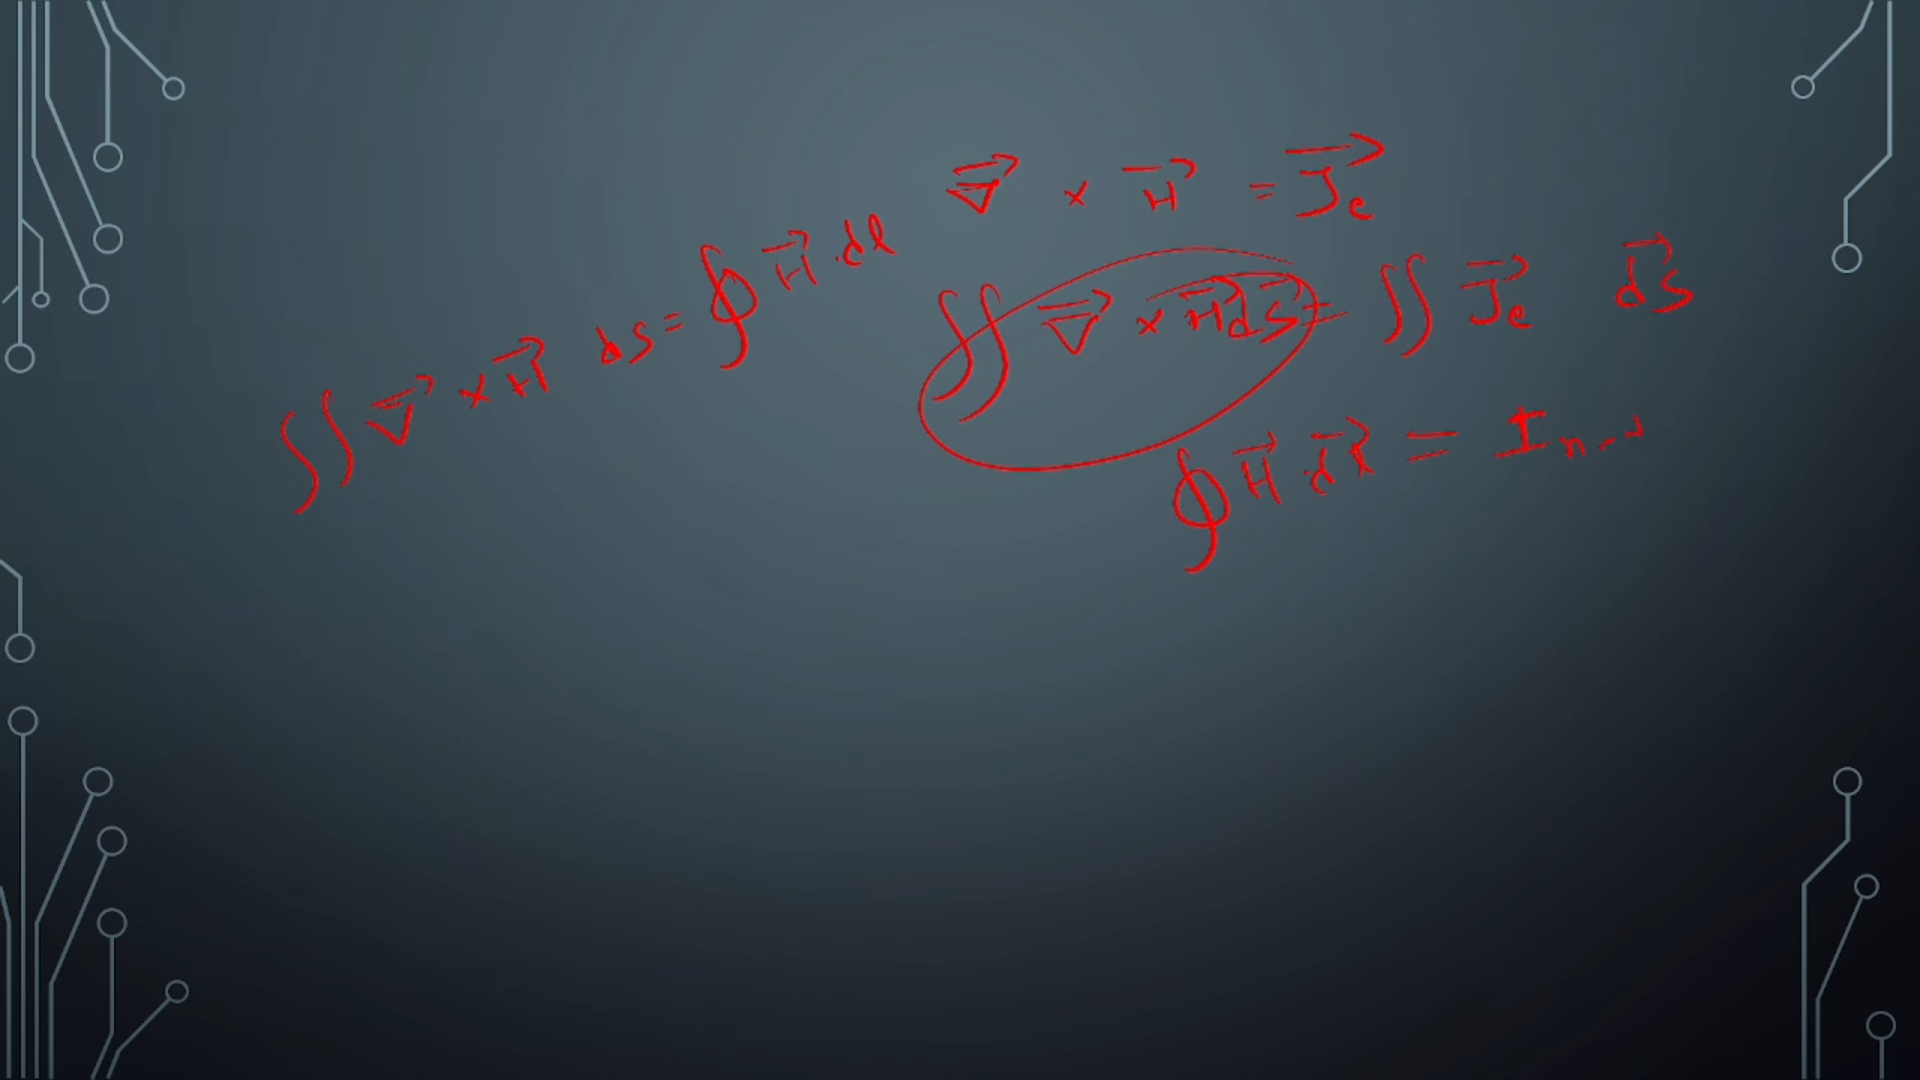 ∇⃗ × H⃗ = J⃗c
∬ ∇⃗ × H⃗ ds = ∮ H⃗ . dl
∬ ∇⃗ × H⃗ ds⃗ = ∬ J⃗c ds⃗
∮ H⃗ . dl⃗ =